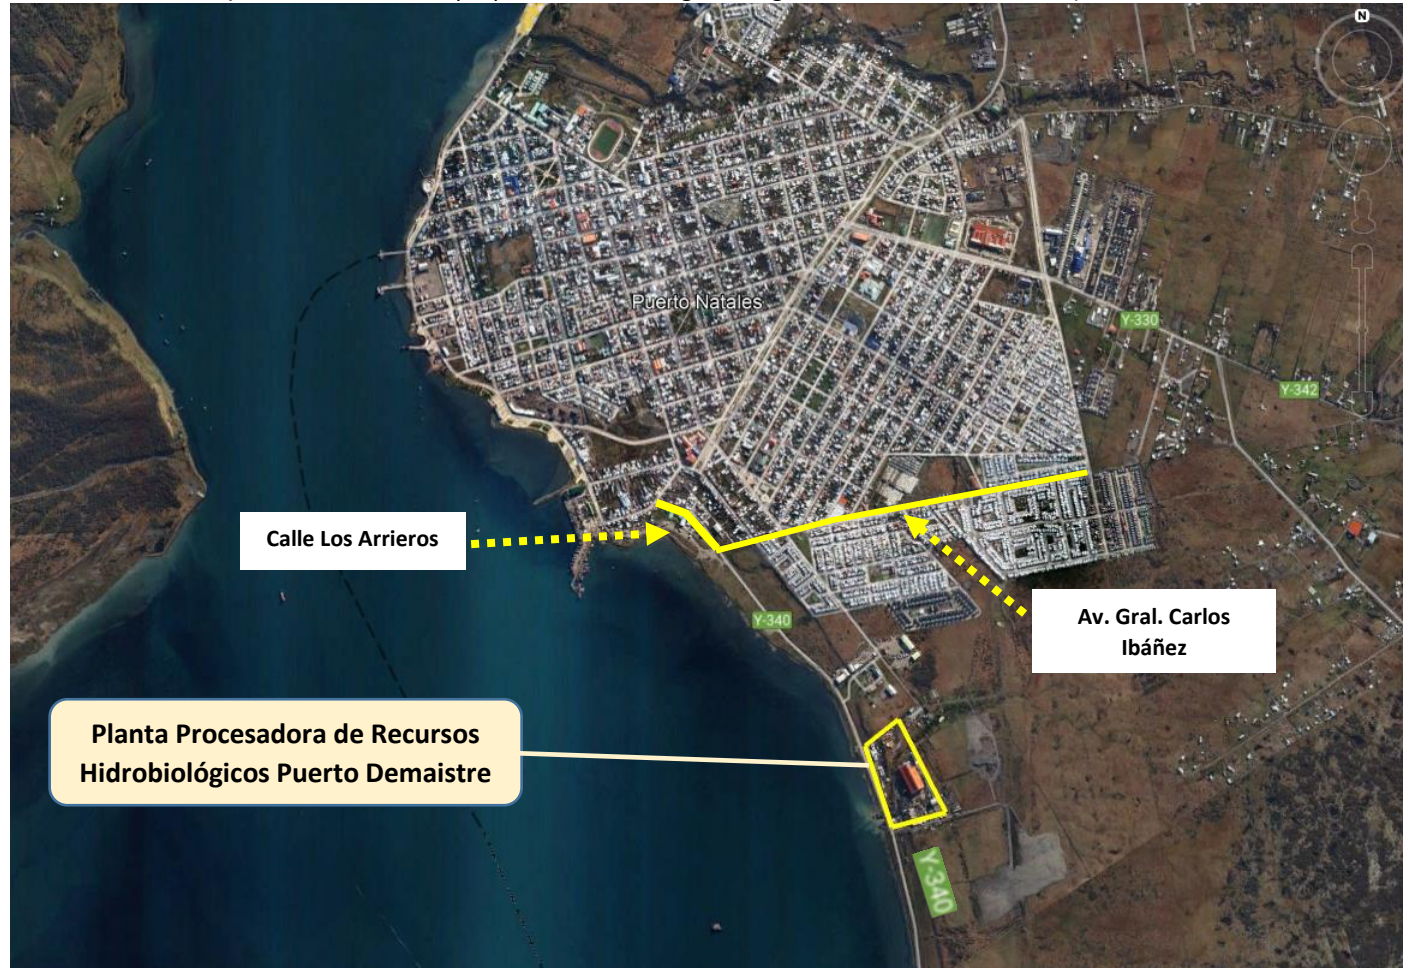 N
Puerto Natales
Y-330
Y-342
Calle Los Arrieros
Av. Gral. Carlos
Ibáñez
Y-340
Planta Procesadora de Recursos
Hidrobiológicos Puerto Demaistre
Y-340